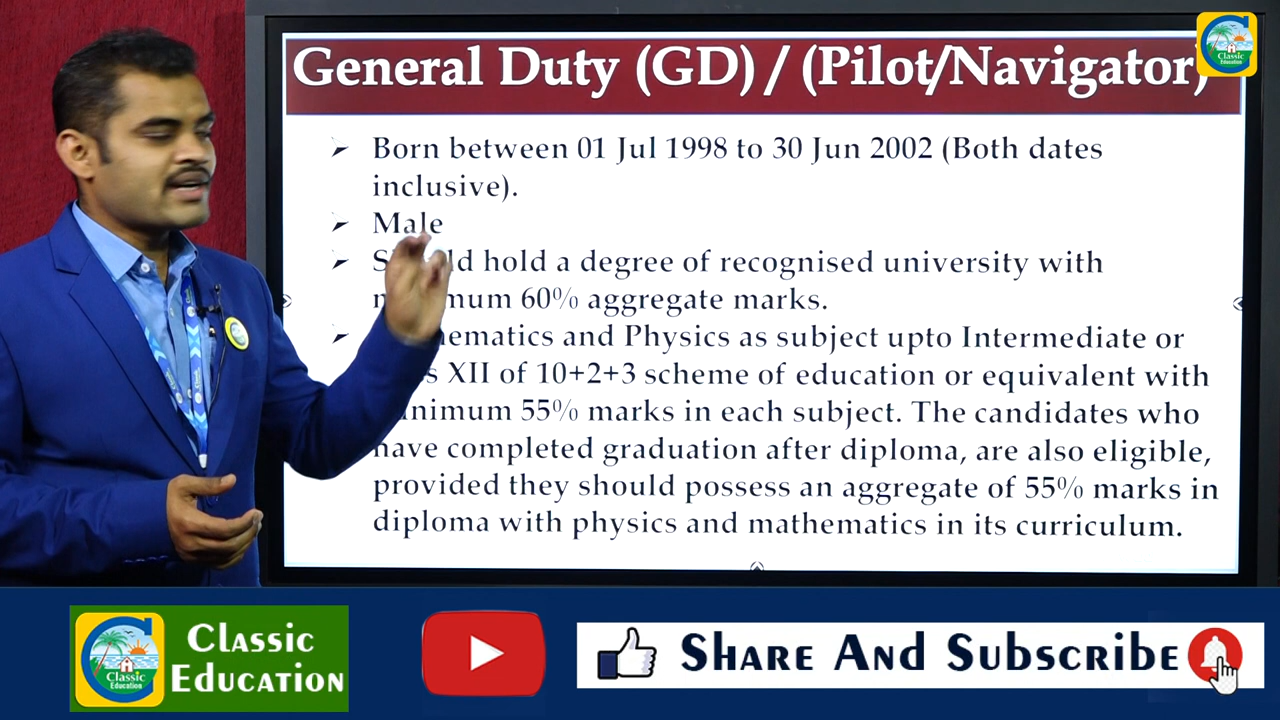 General Duty (GD) / (Pilot/Navigator)
Classic
Education
Born between 01 Jul 1998 to 30 Jun 2002 (Both dates
inclusive).
Male
hold a degree of recognised university with
60% aggregate marks.
and Physics as subject upto Intermediate or
XII of 10+2+3 scheme of education or equivalent with
55% marks in each subject. The candidates who
have completed graduation after diploma, are also eligible,
provided they should possess an aggregate of 55% marks in
diploma with physics and mathematics in its curriculum.
Classic
Education
Classic
Education
Share And Subscribe